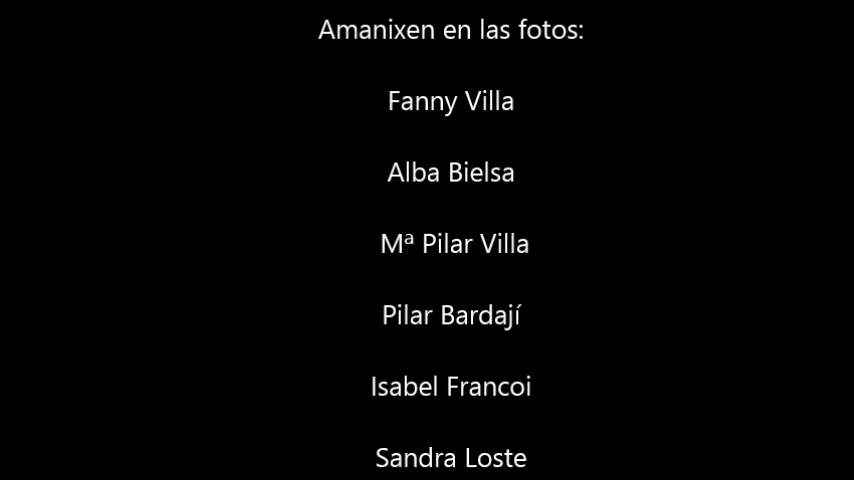 Amanixen en las fotos:
Fanny Villa
Alba Bielsa
Mª Pilar Villa
Pilar Bardají
Isabel Francoi
Sandra Loste